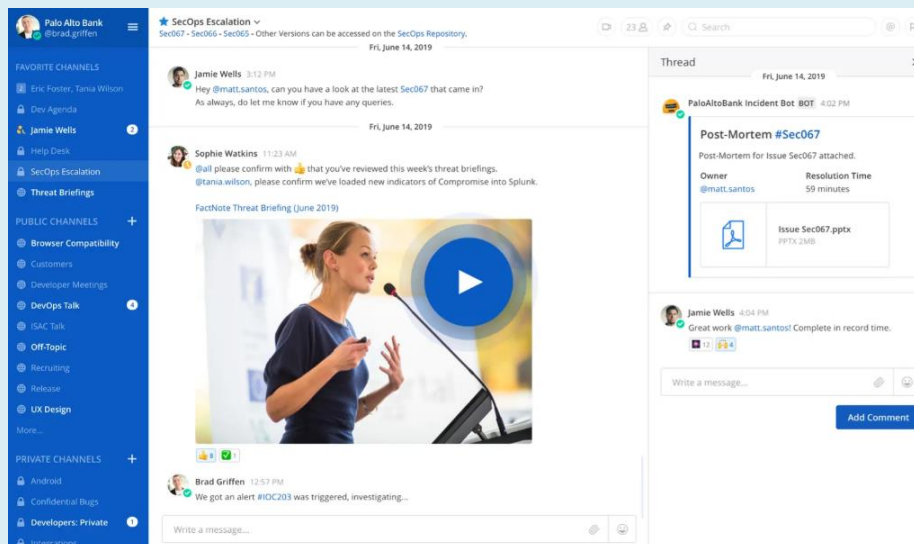 Palo Alto Bank
@brad.griffen
FAVORITE CHANNELS
2 Eric Foster, Tania Wilson
Dev Agenda
Jamie Wells 2
Help Desk
SecOps Escalation
Threat Briefings
PUBLIC CHANNELS +
Browser Compatibility
Customers
Developer Meetings
DevOps Talk 4
ISAC Talk
Off-Topic
Recruiting
Release
UX Design
More...
PRIVATE CHANNELS +
Android
Confidential Bugs
Developers: Private 1
Integrations
SecOps Escalation
Sec067 - Sec066 - Sec065 - Other Versions can be accessed on the SecOps Repository.
23
Search
@
Fri, June 14, 2019
Jamie Wells 3:12 PM
Hey @matt.santos, can you have a look at the latest Sec067 that came in?
As always, do let me know if you have any queries.
Fri, June 14, 2019
Sophie Watkins 11:23 AM
@all please confirm with 👍 that you've reviewed this week's threat briefings.
@tania.wilson, please confirm we've loaded new indicators of Compromise into Splunk.
FactNote Threat Briefing (June 2019)
👍 8 ✅ 1
Brad Griffen 12:57 PM
We got an alert #IOC203 was triggered, investigating...
Write a message...
Thread
Fri, June 14, 2019
PaloAltoBank Incident Bot BOT 4:02 PM
Post-Mortem #Sec067
Post-Mortem for Issue Sec067 attached.
Owner Resolution Time
@matt.santos 59 minutes
Issue Sec067.pptx
PPTX 2MB
Jamie Wells 4:04 PM
Great work @matt.santos! Complete in record time.
12 🙌 4
Write a message...
Add Comment